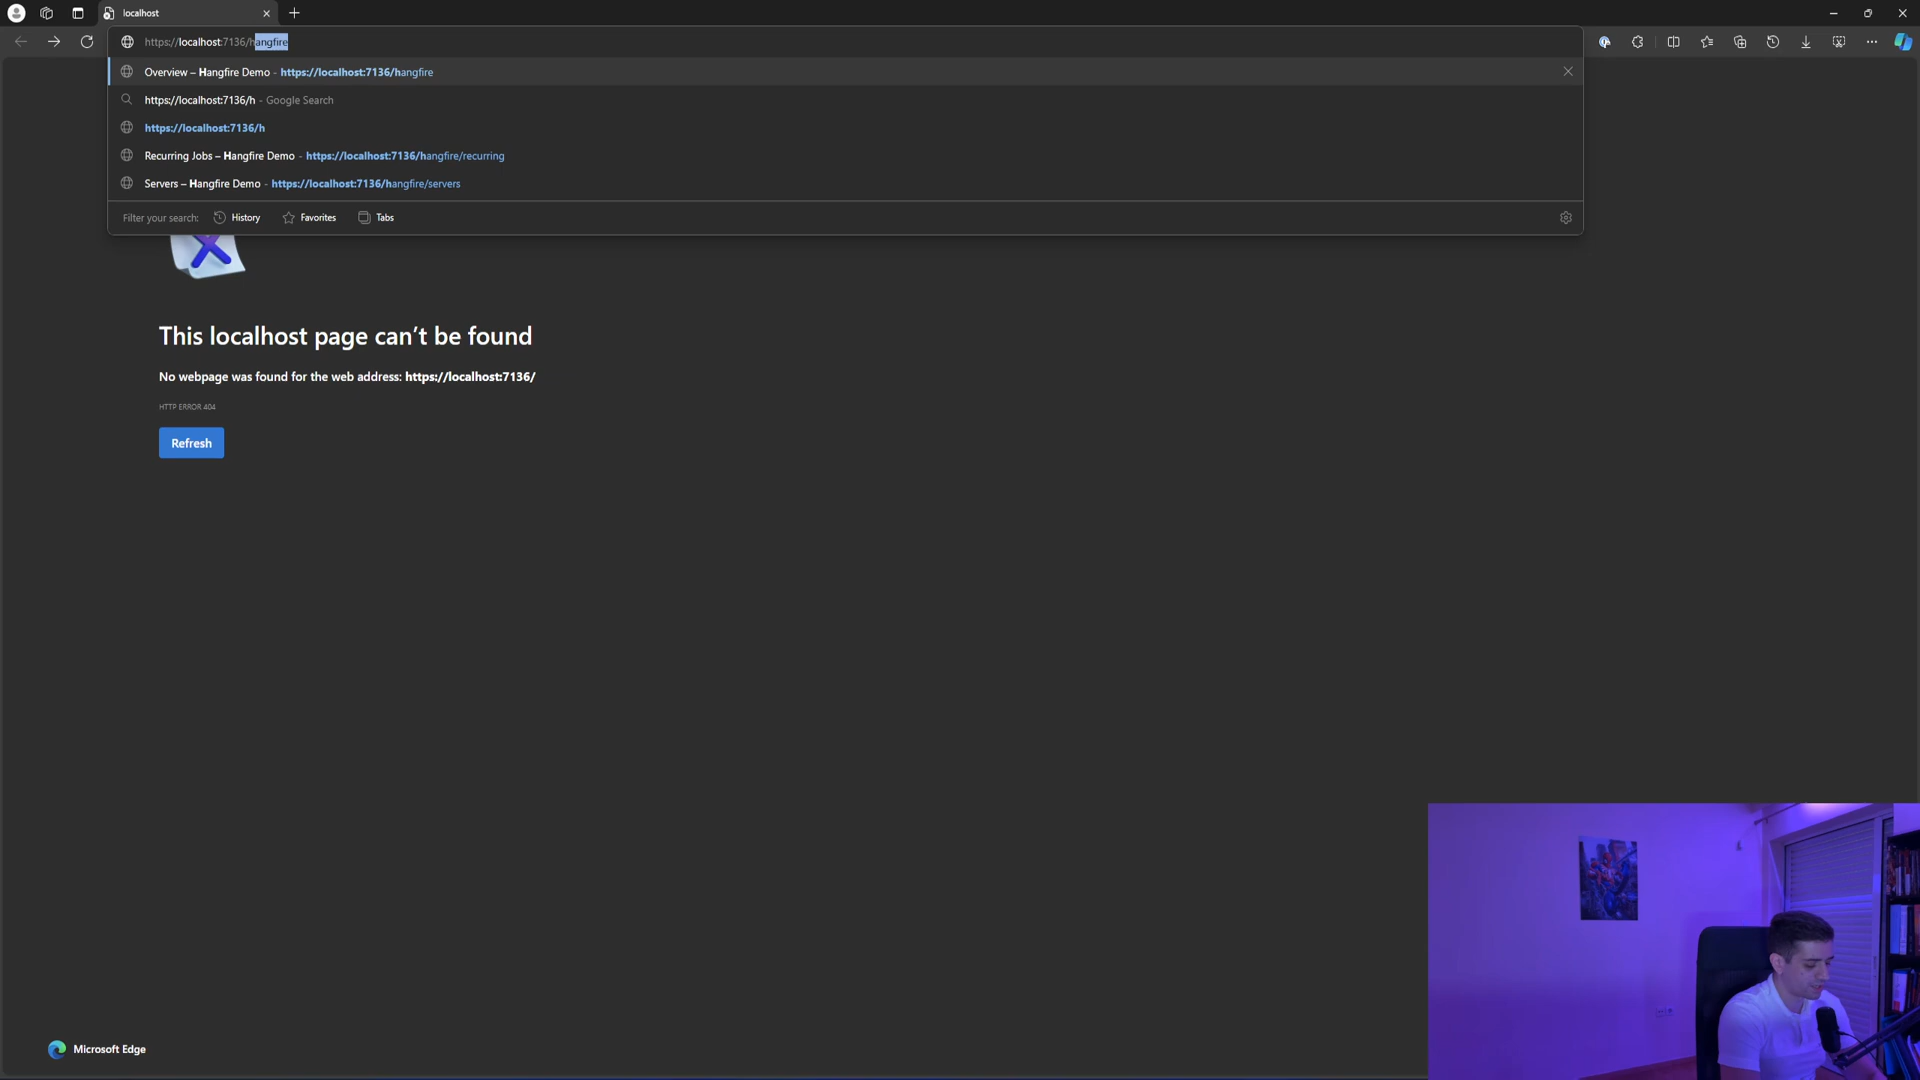 localhost
https://localhost:7136/hangfire
Overview – Hangfire Demo - https://localhost:7136/hangfire
https://localhost:7136/h - Google Search
https://localhost:7136/h
Recurring Jobs – Hangfire Demo - https://localhost:7136/hangfire/recurring
Servers – Hangfire Demo - https://localhost:7136/hangfire/servers
Filter your search: History Favorites Tabs
This localhost page can’t be found
No webpage was found for the web address: https://localhost:7136/
HTTP ERROR 404
Refresh
Microsoft Edge